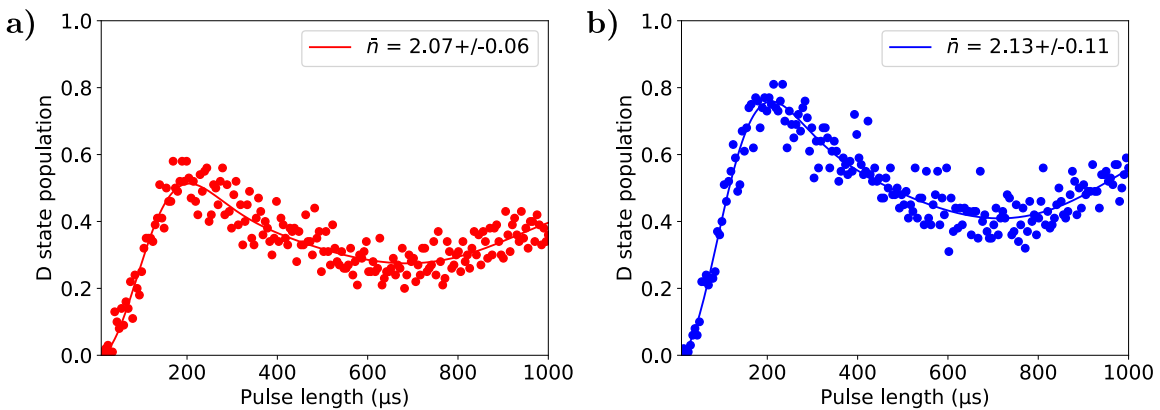 a)
n̄ = 2.07+/-0.06
D state population
1.0
0.8
0.6
0.4
0.2
0.0
200
400
600
800
1000
Pulse length (µs)
b)
n̄ = 2.13+/-0.11
D state population
1.0
0.8
0.6
0.4
0.2
0.0
200
400
600
800
1000
Pulse length (µs)